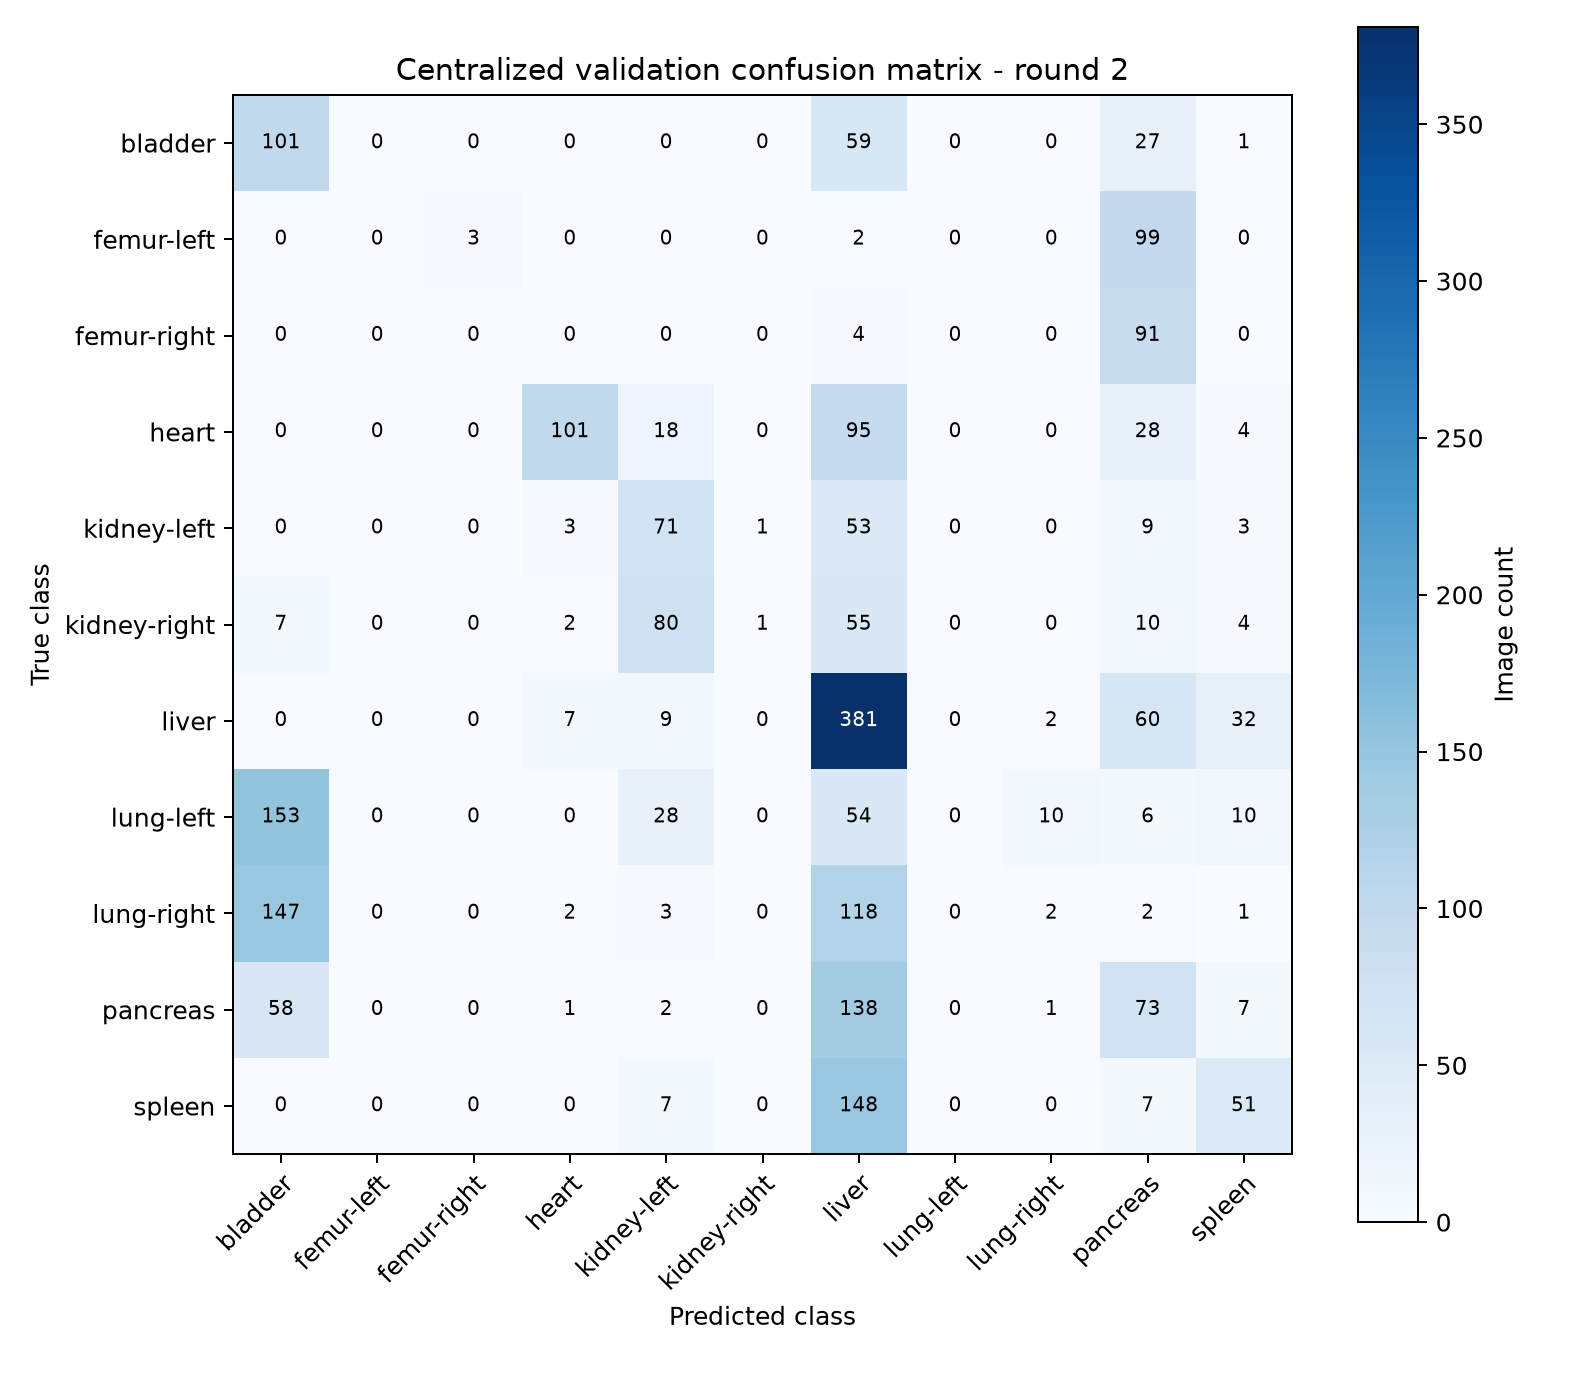 Centralized validation confusion matrix - round 2
bladder 101 0 0 0 0 0 59 0 0 27 1
femur-left 0 0 3 0 0 0 2 0 0 99 0
femur-right 0 0 0 0 0 0 4 0 0 91 0
heart 0 0 0 101 18 0 95 0 0 28 4
kidney-left 0 0 0 3 71 1 53 0 0 9 3
kidney-right 7 0 0 2 80 1 55 0 0 10 4
liver 0 0 0 7 9 0 381 0 2 60 32
lung-left 153 0 0 0 28 0 54 0 10 6 10
lung-right 147 0 0 2 3 0 118 0 2 2 1
pancreas 58 0 0 1 2 0 138 0 1 73 7
spleen 0 0 0 0 7 0 148 0 0 7 51
True class
bladder femur-left femur-right heart kidney-left kidney-right liver lung-left lung-right pancreas spleen
Predicted class
350
300
250
200
150
100
50
0
Image count